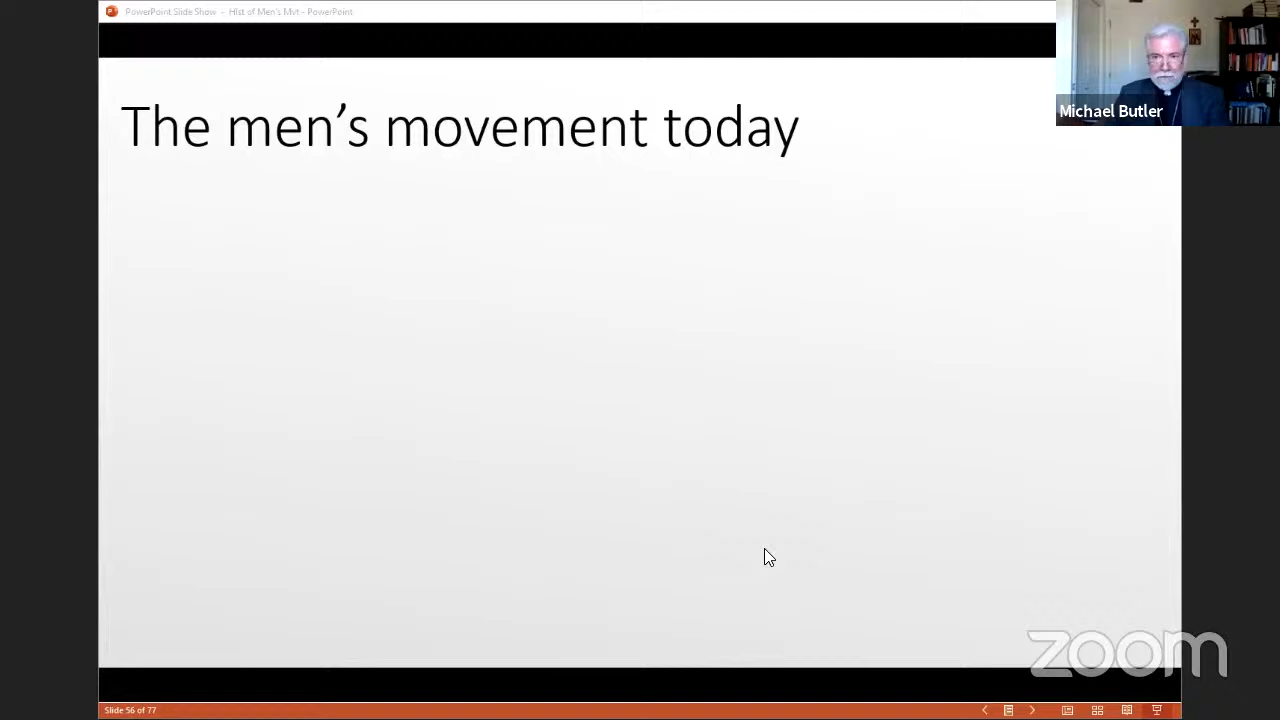 PowerPoint Slide Show - Hist of Men's Mvt - PowerPoint
The men’s movement today
Michael Butler
zoom
Slide 56 of 77